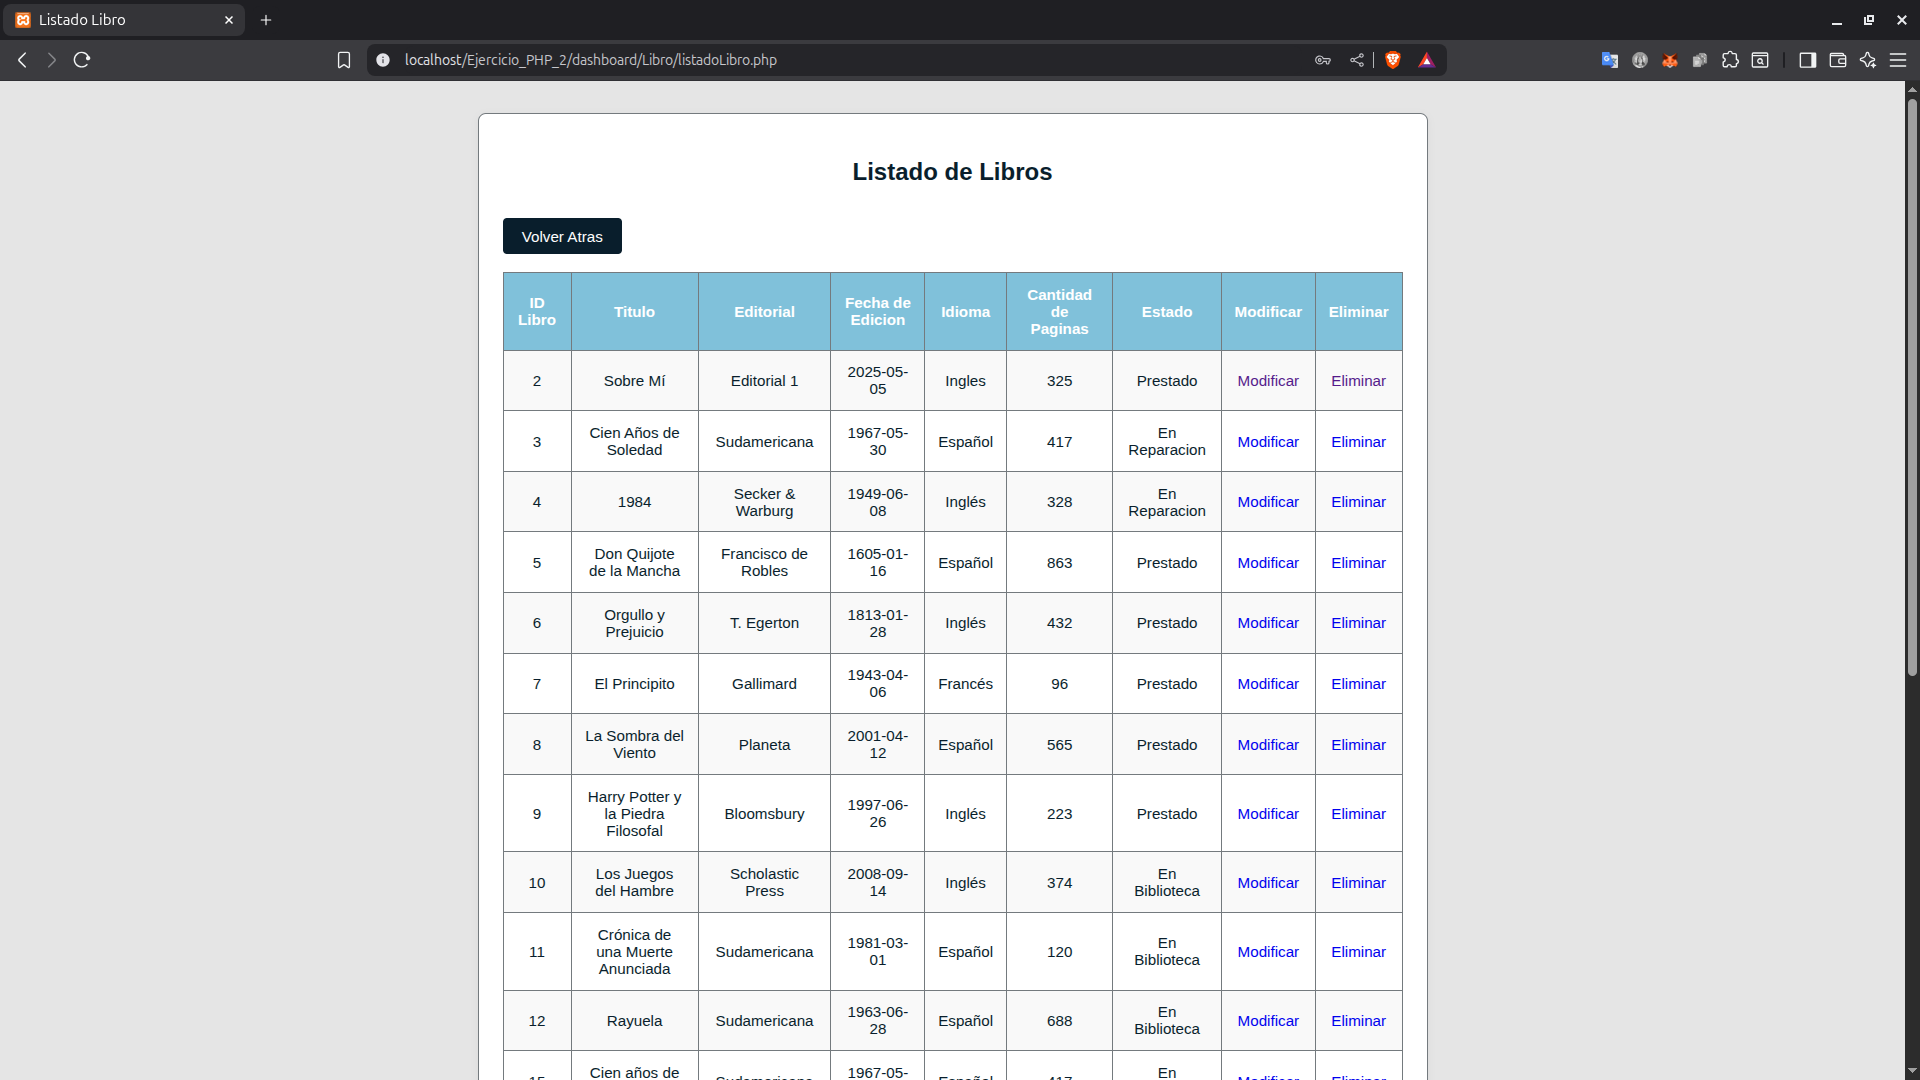 Listado Libro
localhost/Ejercicio_PHP_2/dashboard/Libro/listadoLibro.php
Listado de Libros
Volver Atras
ID Libro Titulo Editorial Fecha de Edicion Idioma Cantidad de Paginas Estado Modificar Eliminar
2 Sobre Mí Editorial 1 2025-05-05 Ingles 325 Prestado Modificar Eliminar
3 Cien Años de Soledad Sudamericana 1967-05-30 Español 417 En Reparacion Modificar Eliminar
4 1984 Secker & Warburg 1949-06-08 Inglés 328 En Reparacion Modificar Eliminar
5 Don Quijote de la Mancha Francisco de Robles 1605-01-16 Español 863 Prestado Modificar Eliminar
6 Orgullo y Prejuicio T. Egerton 1813-01-28 Inglés 432 Prestado Modificar Eliminar
7 El Principito Gallimard 1943-04-06 Francés 96 Prestado Modificar Eliminar
8 La Sombra del Viento Planeta 2001-04-12 Español 565 Prestado Modificar Eliminar
9 Harry Potter y la Piedra Filosofal Bloomsbury 1997-06-26 Inglés 223 Prestado Modificar Eliminar
10 Los Juegos del Hambre Scholastic Press 2008-09-14 Inglés 374 En Biblioteca Modificar Eliminar
11 Crónica de una Muerte Anunciada Sudamericana 1981-03-01 Español 120 En Biblioteca Modificar Eliminar
12 Rayuela Sudamericana 1963-06-28 Español 688 En Biblioteca Modificar Eliminar
Cien años de 1967-05- En